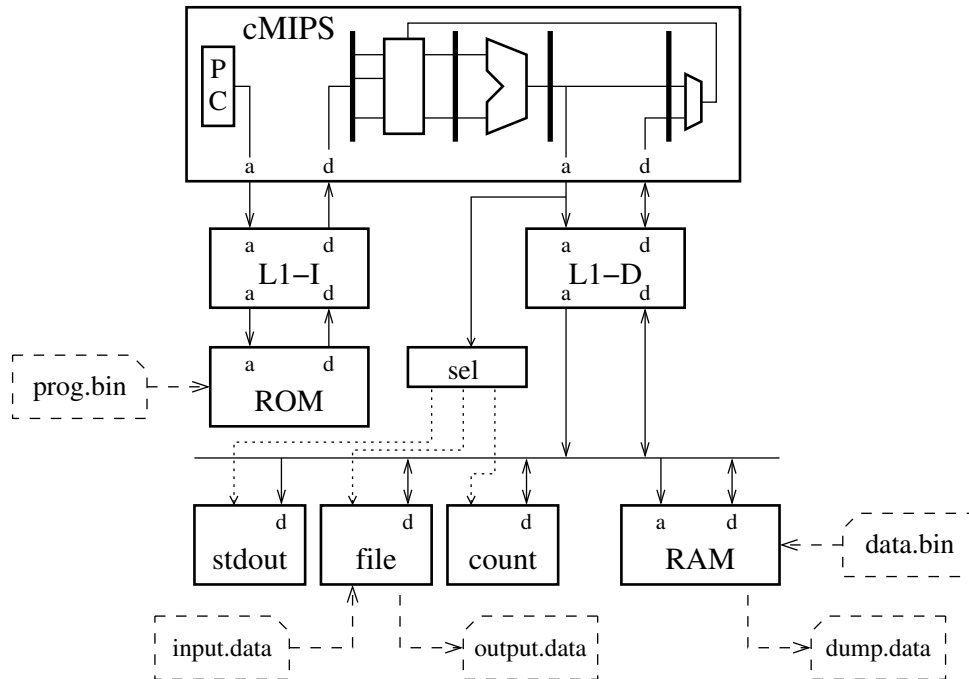 cMIPS
P
C
a d a d
a d a d
L1−I L1−D
a d a d
a d sel
prog.bin ROM
d d d a d
stdout file count RAM data.bin
input.data output.data dump.data